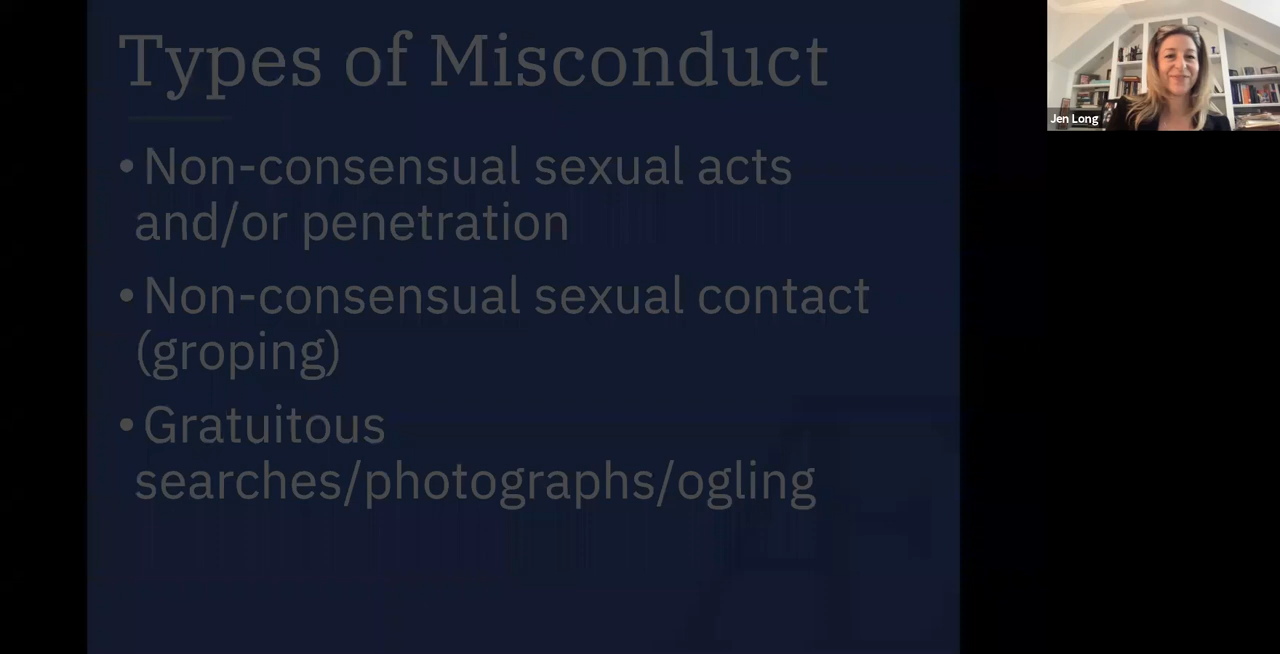 Types of Misconduct
• Non-consensual sexual acts
and/or penetration
• Non-consensual sexual contact
(groping)
• Gratuitous
searches/photographs/ogling
Jen Long